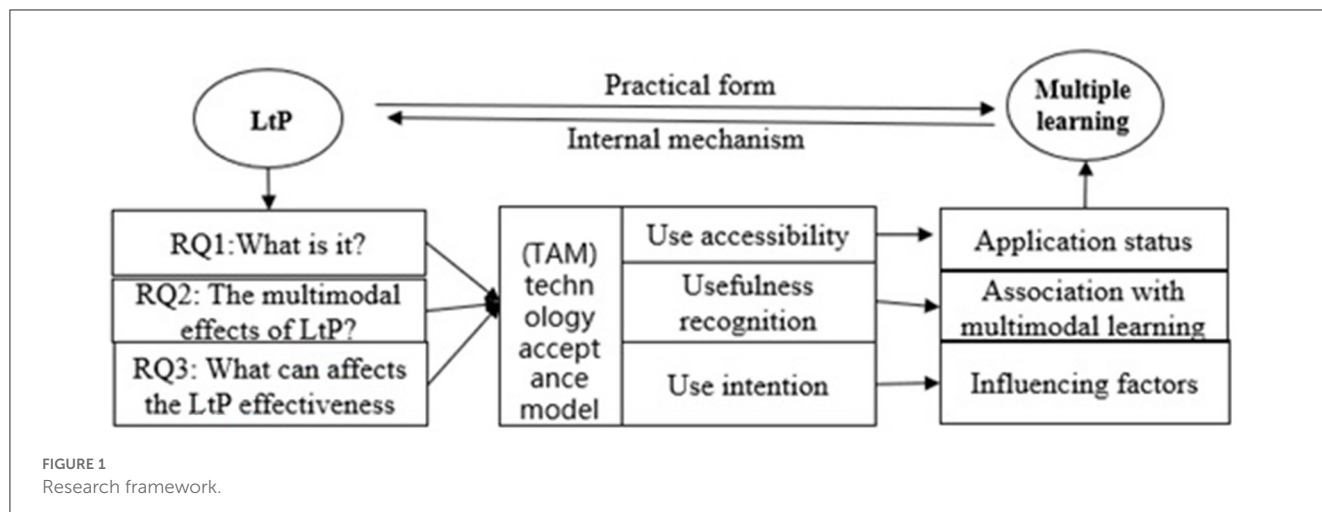 Practical form
LtP
Multiple
learning
Internal mechanism
RQ1:What is it?
RQ2: The multimodal
effects of LtP?
RQ3: What can affects
the LtP effectiveness
(TAM)
techn
ology
accept
ance
model
Use accessibility
Usefulness
recognition
Use intention
Application status
Association with
multimodal learning
Influencing factors
FIGURE 1
Research framework.